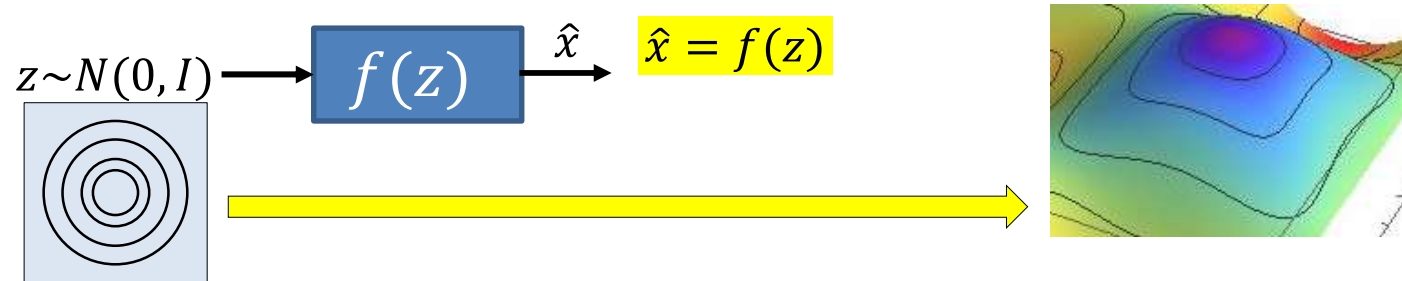 z~N(0, I)
f(z)
x̂
x̂ = f(z)